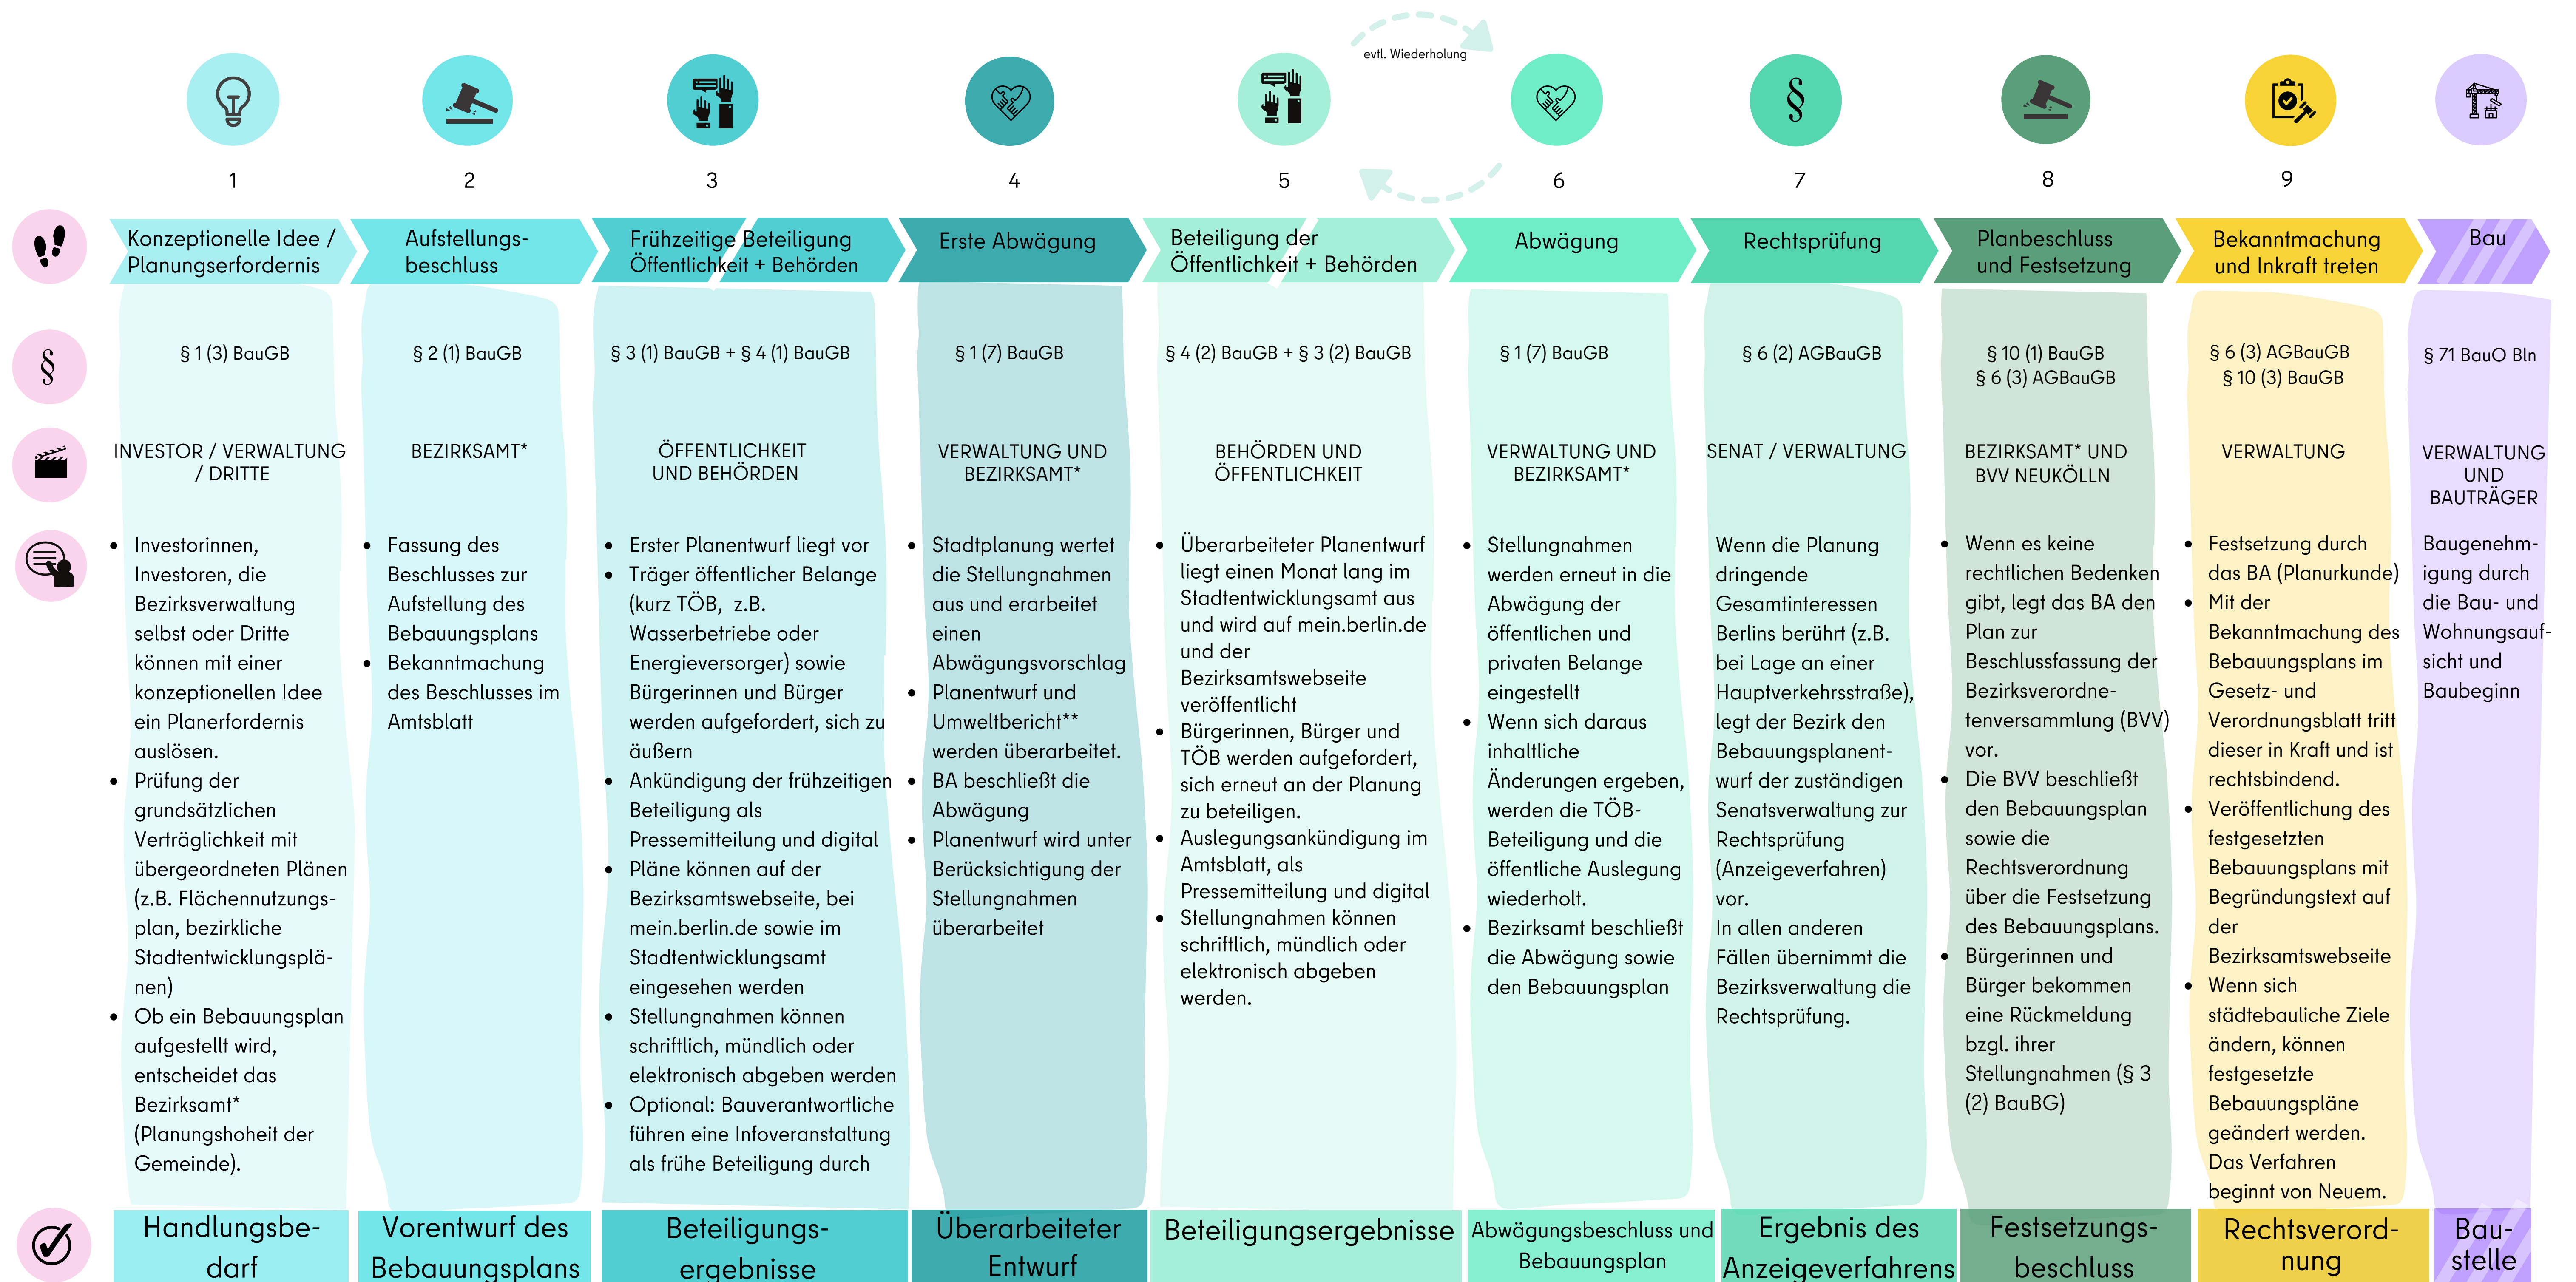 evtl. Wiederholung
1
2
3
4
5
6
7
8
9
Konzeptionelle Idee /
Planungserfordernis
Aufstellungs-
beschluss
Frühzeitige Beteiligung
Öffentlichkeit + Behörden
Erste Abwägung
Beteiligung der
Öffentlichkeit + Behörden
Abwägung
Rechtsprüfung
Planbeschluss
und Festsetzung
Bekanntmachung
und Inkraft treten
Bau
§
§ 1 (3) BauGB
§ 2 (1) BauGB
§ 3 (1) BauGB + § 4 (1) BauGB
§ 1 (7) BauGB
§ 4 (2) BauGB + § 3 (2) BauGB
§ 1 (7) BauGB
§ 6 (2) AGBauGB
§ 10 (1) BauGB
§ 6 (3) AGBauGB
§ 6 (3) AGBauGB
§ 10 (3) BauGB
§ 71 BauO Bln
INVESTOR / VERWALTUNG
/ DRITTE
BEZIRKSAMT*
ÖFFENTLICHKEIT
UND BEHÖRDEN
VERWALTUNG UND
BEZIRKSAMT*
BEHÖRDEN UND
ÖFFENTLICHKEIT
VERWALTUNG UND
BEZIRKSAMT*
SENAT / VERWALTUNG
BEZIRKSAMT* UND
BVV NEUKÖLLN
VERWALTUNG
VERWALTUNG
UND
BAUTRÄGER
• Investorinnen,
Investoren, die
Bezirksverwaltung
selbst oder Dritte
können mit einer
konzeptionellen Idee
ein Planerfordernis
auslösen.
• Prüfung der
grundsätzlichen
Verträglichkeit mit
übergeordneten Plänen
(z.B. Flächennutzungs-
plan, bezirkliche
Stadtentwicklungsplä-
nen)
• Ob ein Bebauungsplan
aufgestellt wird,
entscheidet das
Bezirksamt*
(Planungshoheit der
Gemeinde).
• Fassung des
Beschlusses zur
Aufstellung des
Bebauungsplans
• Bekanntmachung
des Beschlusses im
Amtsblatt
• Erster Planentwurf liegt vor
• Träger öffentlicher Belange
(kurz TÖB, z.B.
Wasserbetriebe oder
Energieversorger) sowie
Bürgerinnen und Bürger
werden aufgefordert, sich zu
äußern
• Ankündigung der frühzeitigen
Beteiligung als
Pressemitteilung und digital
• Pläne können auf der
Bezirksamtswebseite, bei
mein.berlin.de sowie im
Stadtentwicklungsamt
eingesehen werden
• Stellungnahmen können
schriftlich, mündlich oder
elektronisch abgeben werden
• Optional: Bauverantwortliche
führen eine Infoveranstaltung
als frühe Beteiligung durch
• Stadtplanung wertet
die Stellungnahmen
aus und erarbeitet
einen
Abwägungsvorschlag
• Planentwurf und
Umweltbericht**
werden überarbeitet.
• BA beschließt die
Abwägung
• Planentwurf wird unter
Berücksichtigung der
Stellungnahmen
überarbeitet
• Überarbeiteter Planentwurf
liegt einen Monat lang im
Stadtentwicklungsamt aus
und wird auf mein.berlin.de
und der
Bezirksamtswebseite
veröffentlicht
• Bürgerinnen, Bürger und
TÖB werden aufgefordert,
sich erneut an der Planung
zu beteiligen.
• Auslegungsankündigung im
Amtsblatt, als
Pressemitteilung und digital
• Stellungnahmen können
schriftlich, mündlich oder
elektronisch abgeben
werden.
• Stellungnahmen
werden erneut in die
Abwägung der
öffentlichen und
privaten Belange
eingestellt
• Wenn sich daraus
inhaltliche
Änderungen ergeben,
werden die TÖB-
Beteiligung und die
öffentliche Auslegung
wiederholt.
• Bezirksamt beschließt
die Abwägung sowie
den Bebauungsplan
Wenn die Planung
dringende
Gesamtinteressen
Berlins berührt (z.B.
bei Lage an einer
Hauptverkehrsstraße),
legt der Bezirk den
Bebauungsplanent-
wurf der zuständigen
Senatsverwaltung zur
Rechtsprüfung
(Anzeigeverfahren)
vor.
In allen anderen
Fällen übernimmt die
Bezirksverwaltung die
Rechtsprüfung.
• Wenn es keine
rechtlichen Bedenken
gibt, legt das BA den
Plan zur
Beschlussfassung der
Bezirksverordne-
tenversammlung (BVV)
vor.
• Die BVV beschließt
den Bebauungsplan
sowie die
Rechtsverordnung
über die Festsetzung
des Bebauungsplans.
• Bürgerinnen und
Bürger bekommen
eine Rückmeldung
bzgl. ihrer
Stellungnahmen (§ 3
(2) BauBG)
• Festsetzung durch
das BA (Planurkunde)
• Mit der
Bekanntmachung des
Bebauungsplans im
Gesetz- und
Verordnungsblatt tritt
dieser in Kraft und ist
rechtsbindend.
• Veröffentlichung des
festgesetzten
Bebauungsplans mit
Begründungstext auf
der
Bezirksamtswebseite
• Wenn sich
städtebauliche Ziele
ändern, können
festgesetzte
Bebauungspläne
geändert werden.
Das Verfahren
beginnt von Neuem.
Baugenehm-
igung durch
die Bau- und
Wohnungsauf-
sicht und
Baubeginn
Handlungsbe-
darf
Vorentwurf des
Bebauungsplans
Beteiligungs-
ergebnisse
Überarbeiteter
Entwurf
Beteiligungsergebnisse
Abwägungsbeschluss und
Bebauungsplan
Ergebnis des
Anzeigeverfahrens
Festsetzungs-
beschluss
Rechtsverord-
nung
Bau-
stelle